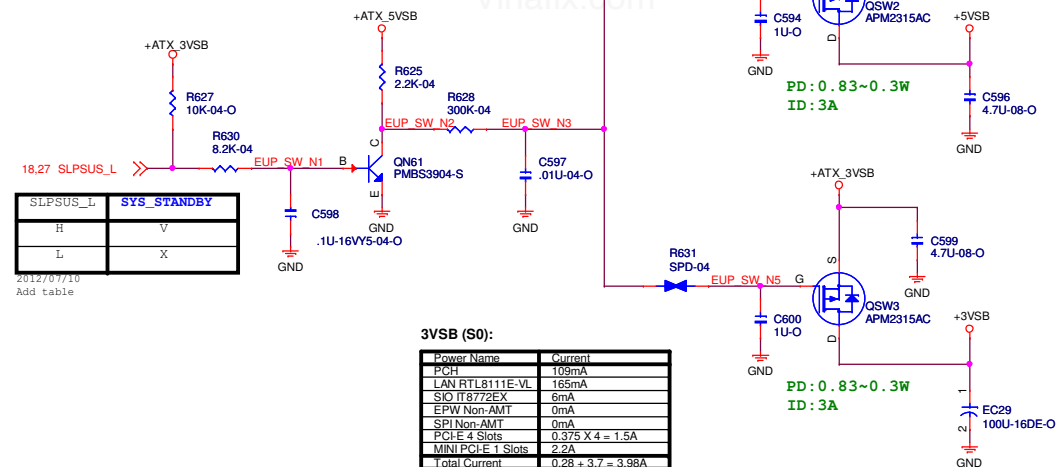 Vinafix.com
+ATX_5VSB
+ATX_3VSB
R625
2.2K-04
R627
10K-04-O
R628
300K-04
R630
8.2K-04
EUP_SW_N2
EUP_SW_N3
18,27 SLPSUS_L
EUP_SW_N1
B
C
E
QN61
PMBS3904-S
C597
.01U-04-O
C598
.1U-16VY5-04-O
GND
GND
GND
SLPSUS_L SYS_STANDBY
H V
L X
2012/07/10
Add table
C594
1U-O
GND
QSW2
APM2315AC
D
+5VSB
PD:0.83~0.3W
ID:3A
C596
4.7U-08-O
GND
+ATX_3VSB
C599
4.7U-08-O
GND
R631
SPD-04
EUP_SW_N5
G
S
D
QSW3
APM2315AC
C600
1U-O
GND
+3VSB
PD:0.83~0.3W
ID:3A
1
2
EC29
100U-16DE-O
GND
3VSB (S0):
Power Name Current
PCH 109mA
LAN RTL8111E-VL 165mA
SIO IT8772EX 6mA
EPW Non-AMT 0mA
SPI Non-AMT 0mA
PCI-E 4 Slots 0.375 X 4 = 1.5A
MINI PCI-E 1 Slots 2.2A
Total Current 0.28 + 3.7 = 3.98A